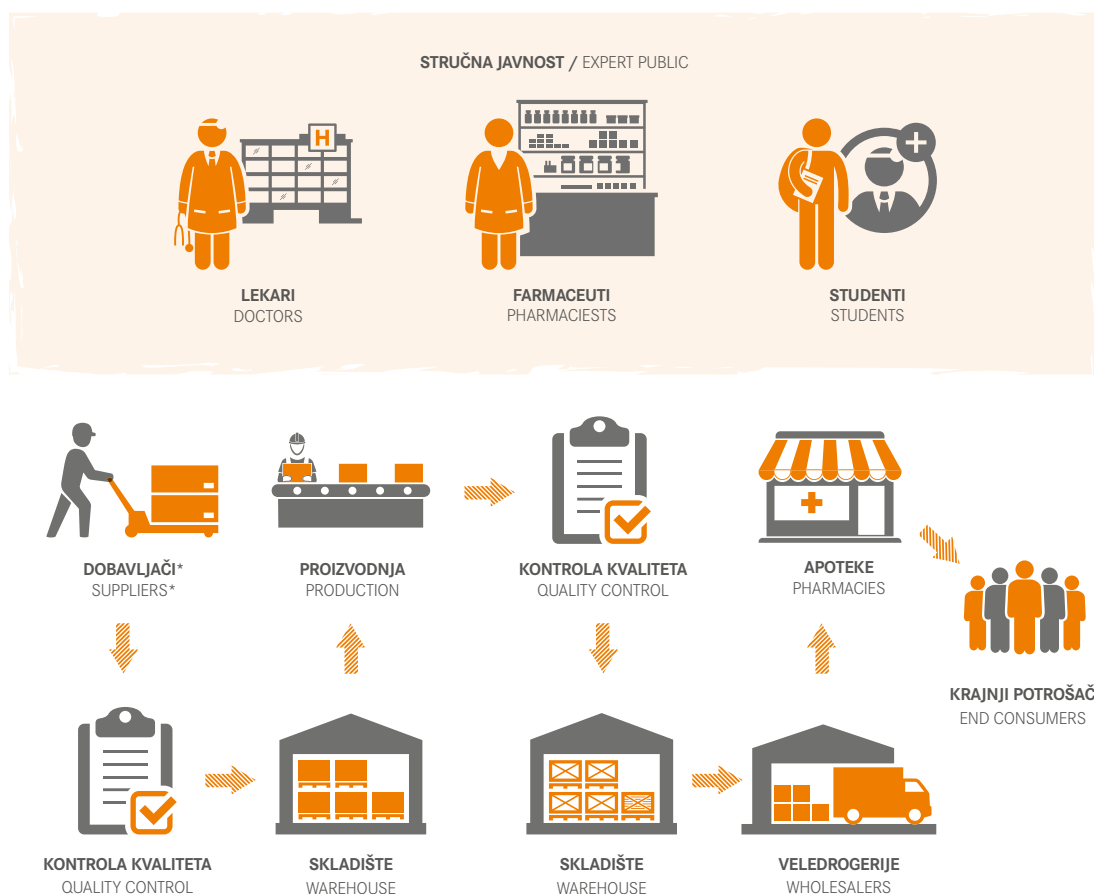 STRUČNA JAVNOST / EXPERT PUBLIC
H
LEKARI
DOCTORS
FARMACEUTI
PHARMACIESTS
STUDENTI
STUDENTS
DOBAVLJAČI*
SUPPLIERS*
PROIZVODNJA
PRODUCTION
KONTROLA KVALITETA
QUALITY CONTROL
APOTEKE
PHARMACIES
KRAJNJI POTROŠAČ
END CONSUMERS
KONTROLA KVALITETA
QUALITY CONTROL
SKLADIŠTE
WAREHOUSE
SKLADIŠTE
WAREHOUSE
VELEDROGERIJE
WHOLESALERS